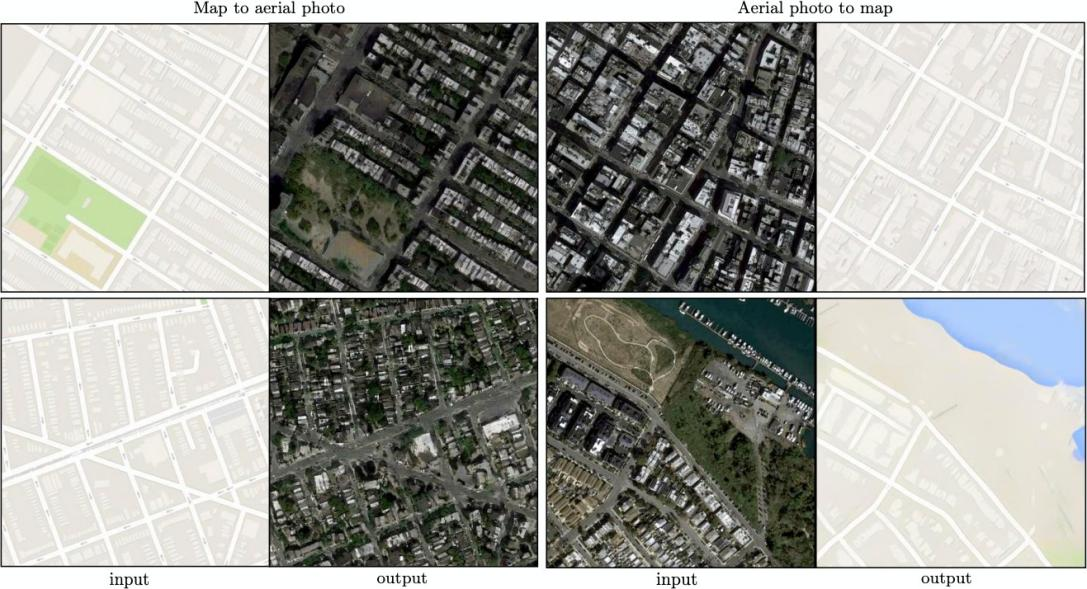 Map to aerial photo
Aerial photo to map
input
output
input
output